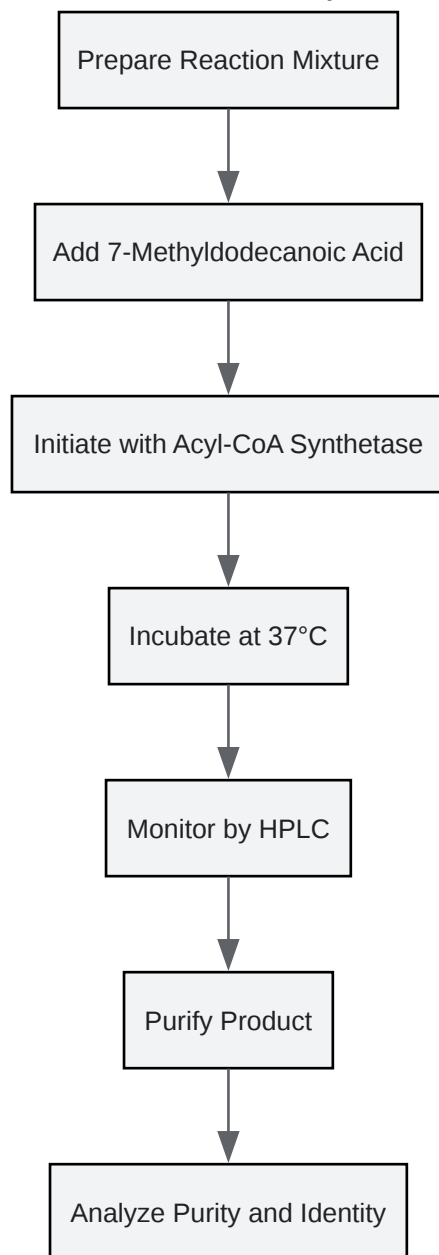 Prepare Reaction Mixture
Add 7-Methyldodecanoic Acid
Initiate with Acyl-CoA Synthetase
Incubate at 37°C
Monitor by HPLC
Purify Product
Analyze Purity and Identity